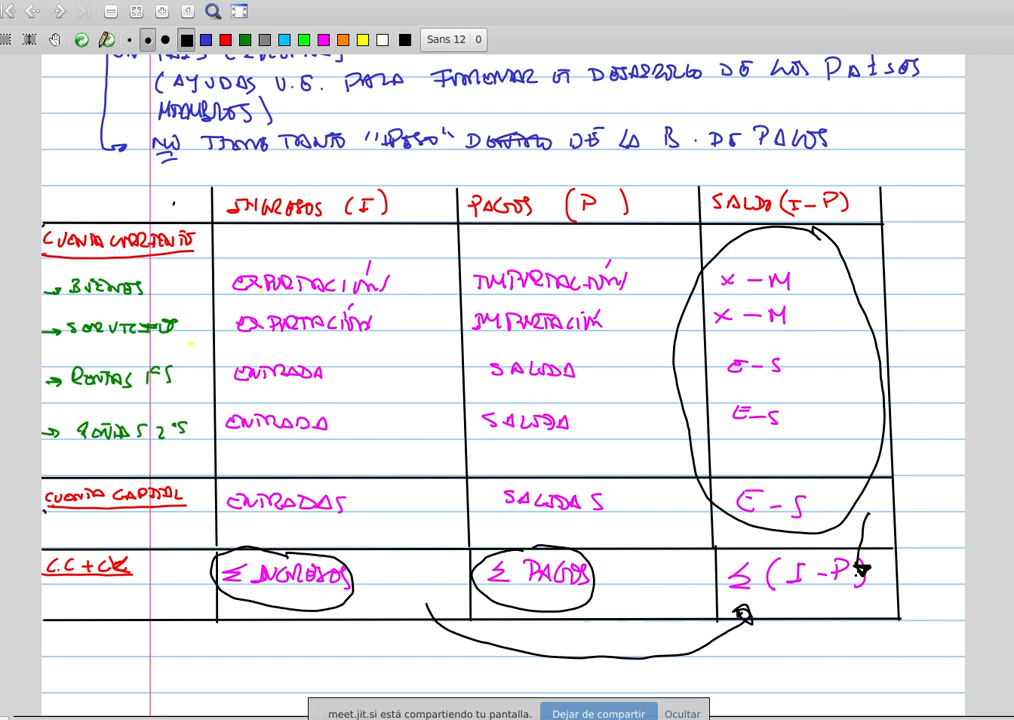 Sans 12 0
(AYUDAS U.E. PARA FOMENTAR EL DESARROLLO DE LOS PAÍSES
MIEMBROS)
NO TIENE TANTO "PESO" DENTRO DE LA B. DE PAGOS
INGRESOS (I) PAGOS (P) SALDO (I-P)
CUENTA CORRIENTE
→ BIENES EXPORTACIÓN IMPORTACIÓN X-M
→ SERVICIOS EXPORTACIÓN IMPORTACIÓN X-M
→ RENTAS 1ªS ENTRADA SALIDA E-S
→ RENTAS 2ªS ENTRADA SALIDA E-S
CUENTA CAPITAL ENTRADAS SALIDAS E-S
C.C + CK Σ INGRESOS Σ PAGOS Σ (I-P)
meet.jit.si está compartiendo tu pantalla. Dejar de compartir Ocultar